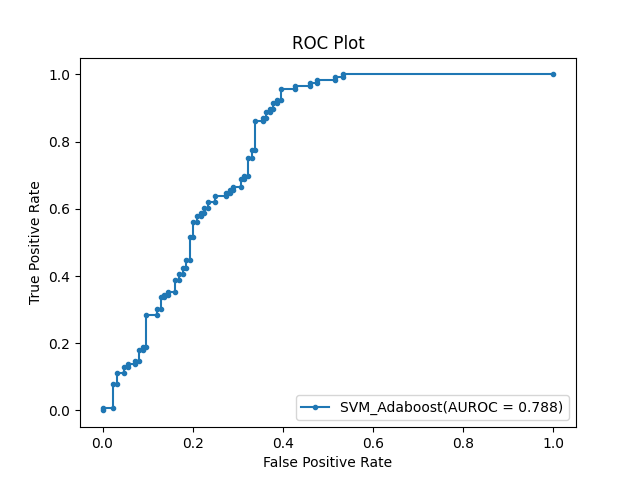 ROC Plot
1.0
0.8
0.6
0.4
0.2
0.0
True Positive Rate
SVM_Adaboost(AUROC = 0.788)
0.0 0.2 0.4 0.6 0.8 1.0
False Positive Rate